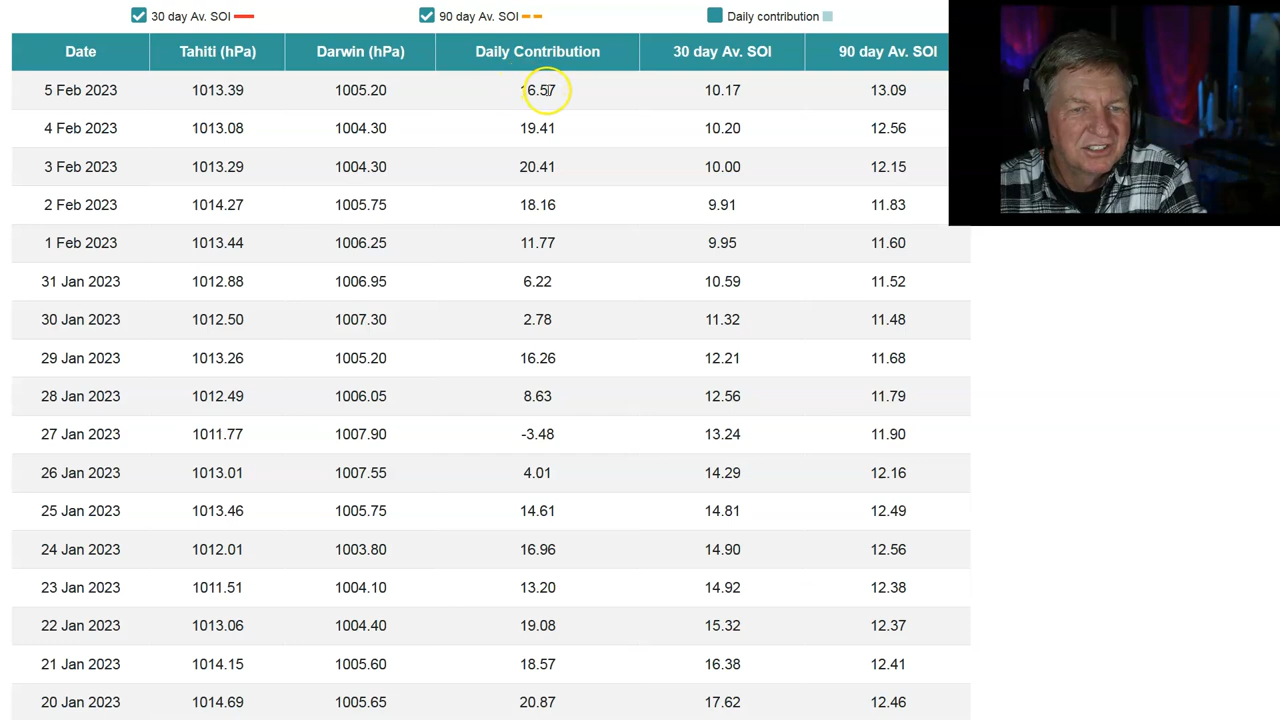 30 day Av. SOI 90 day Av. SOI Daily contribution
Date Tahiti (hPa) Darwin (hPa) Daily Contribution 30 day Av. SOI 90 day Av. SOI
5 Feb 2023 1013.39 1005.20 16.57 10.17 13.09
4 Feb 2023 1013.08 1004.30 19.41 10.20 12.56
3 Feb 2023 1013.29 1004.30 20.41 10.00 12.15
2 Feb 2023 1014.27 1005.75 18.16 9.91 11.83
1 Feb 2023 1013.44 1006.25 11.77 9.95 11.60
31 Jan 2023 1012.88 1006.95 6.22 10.59 11.52
30 Jan 2023 1012.50 1007.30 2.78 11.32 11.48
29 Jan 2023 1013.26 1005.20 16.26 12.21 11.68
28 Jan 2023 1012.49 1006.05 8.63 12.56 11.79
27 Jan 2023 1011.77 1007.90 -3.48 13.24 11.90
26 Jan 2023 1013.01 1007.55 4.01 14.29 12.16
25 Jan 2023 1013.46 1005.75 14.61 14.81 12.49
24 Jan 2023 1012.01 1003.80 16.96 14.90 12.56
23 Jan 2023 1011.51 1004.10 13.20 14.92 12.38
22 Jan 2023 1013.06 1004.40 19.08 15.32 12.37
21 Jan 2023 1014.15 1005.60 18.57 16.38 12.41
20 Jan 2023 1014.69 1005.65 20.87 17.62 12.46